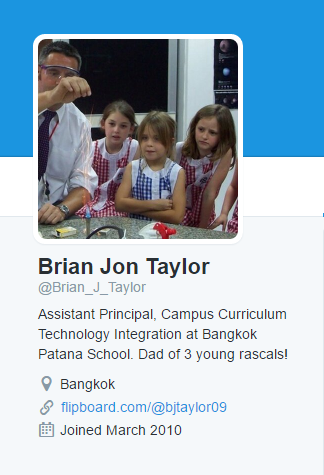 Brian Jon Taylor
@Brian_J_Taylor
Assistant Principal, Campus Curriculum
Technology Integration at Bangkok
Patana School. Dad of 3 young rascals!
Bangkok
flipboard.com/@bjtaylor09
Joined March 2010